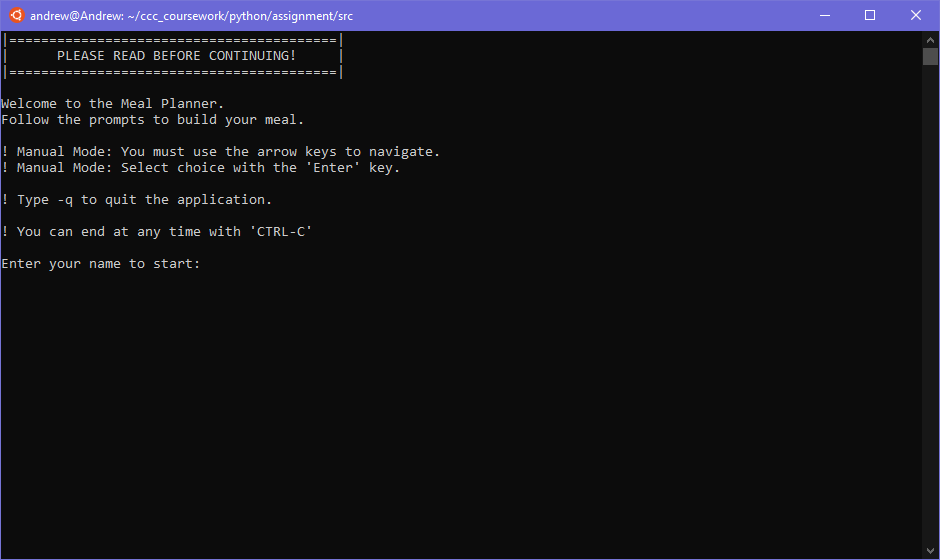 andrew@Andrew: ~/ccc_coursework/python/assignment/src
|=========================================|
|      PLEASE READ BEFORE CONTINUING!     |
|=========================================|
Welcome to the Meal Planner.
Follow the prompts to build your meal.
! Manual Mode: You must use the arrow keys to navigate.
! Manual Mode: Select choice with the 'Enter' key.
! Type -q to quit the application.
! You can end at any time with 'CTRL-C'
Enter your name to start: